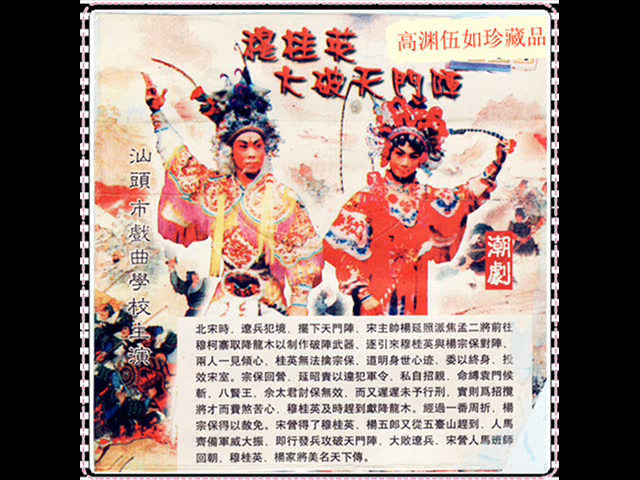 穆桂英
大破天門陣
高渊伍如珍藏品
汕頭市戲曲學校生演
潮劇
北宋時，遼兵犯境，擺下天門陣，宋主帥楊延照派焦孟二將前往
穆柯寨取降龍木以制作破陣武器，逐引來穆桂英與楊宗保對陣，
兩人一見傾心，桂英無法擒宗保，道明身世心迹，委以終身，投
效宋室。宗保回營，延昭責以違犯軍令，私自招親，命縛袁門候
斬，八賢王、佘太君討保無效，而又遲遲未予行刑，實則爲招攬
將才而費煞苦心，穆桂英及時趕到獻降龍木。經過一番周折，楊
宗保得以赦免。宋營得了穆桂英，楊五郎又從五臺山趕到，人馬
齊備軍威大振，即行發兵攻破天門陣，大敗遼兵，宋營人馬班師
回朝，穆桂英、楊家將美名天下傳。